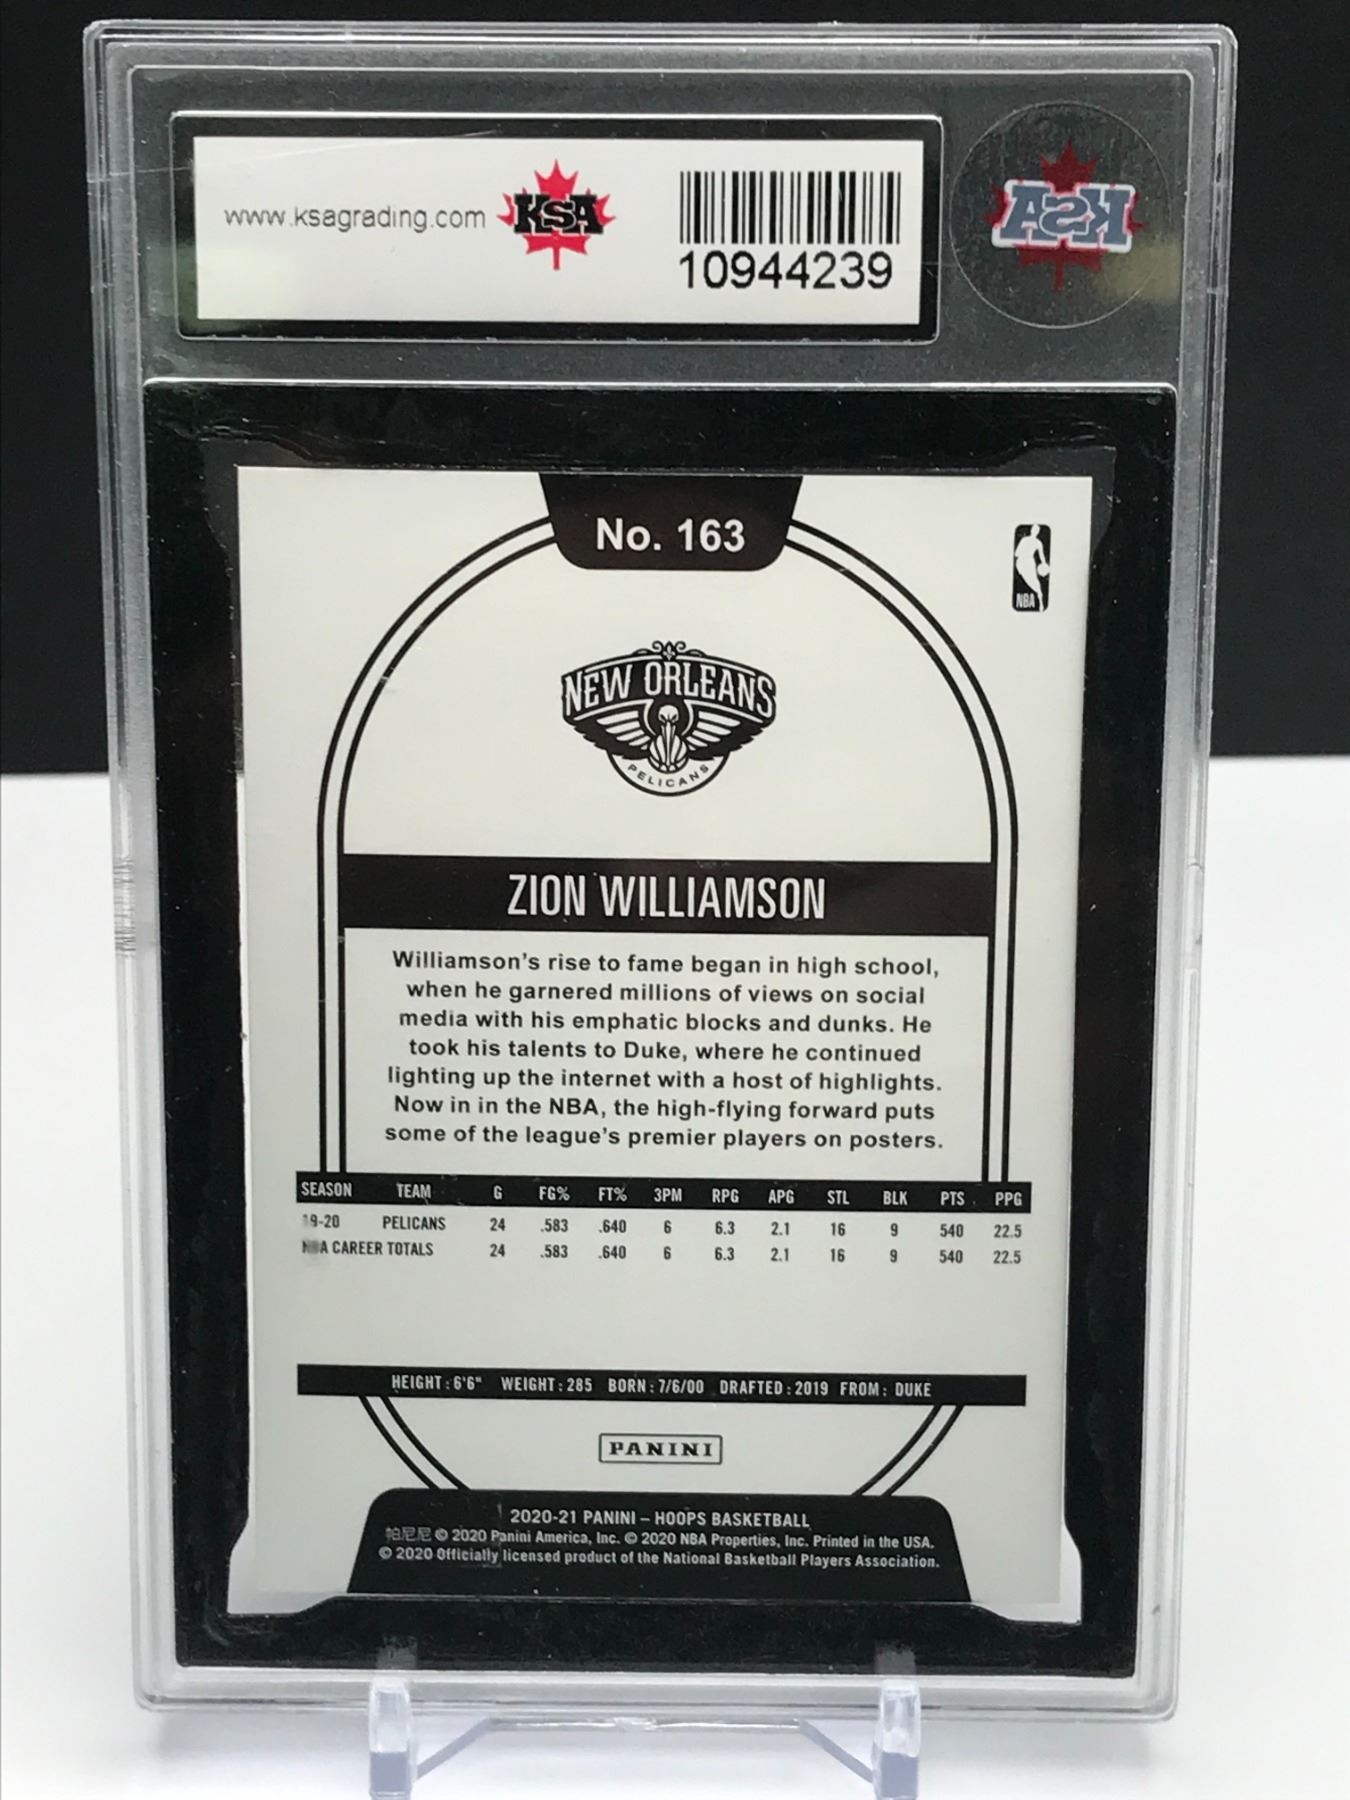 www.ksagrading.com KSA
10944239
KSA
No. 163
NBA
NEW ORLEANS
PELICANS
ZION WILLIAMSON
Williamson's rise to fame began in high school,
when he garnered millions of views on social
media with his emphatic blocks and dunks. He
took his talents to Duke, where he continued
lighting up the internet with a host of highlights.
Now in in the NBA, the high-flying forward puts
some of the league's premier players on posters.
SEASON TEAM G FG% FT% 3PM RPG APG STL BLK PTS PPG
19-20 PELICANS 24 .583 .640 6 6.3 2.1 16 9 540 22.5
NBA CAREER TOTALS 24 .583 .640 6 6.3 2.1 16 9 540 22.5
HEIGHT: 6'6" WEIGHT: 285 BORN: 7/6/00 DRAFTED: 2019 FROM: DUKE
PANINI
2020-21 PANINI – HOOPS BASKETBALL
帕尼尼 © 2020 Panini America, Inc. © 2020 NBA Properties, Inc. Printed in the USA.
© 2020 Officially licensed product of the National Basketball Players Association.